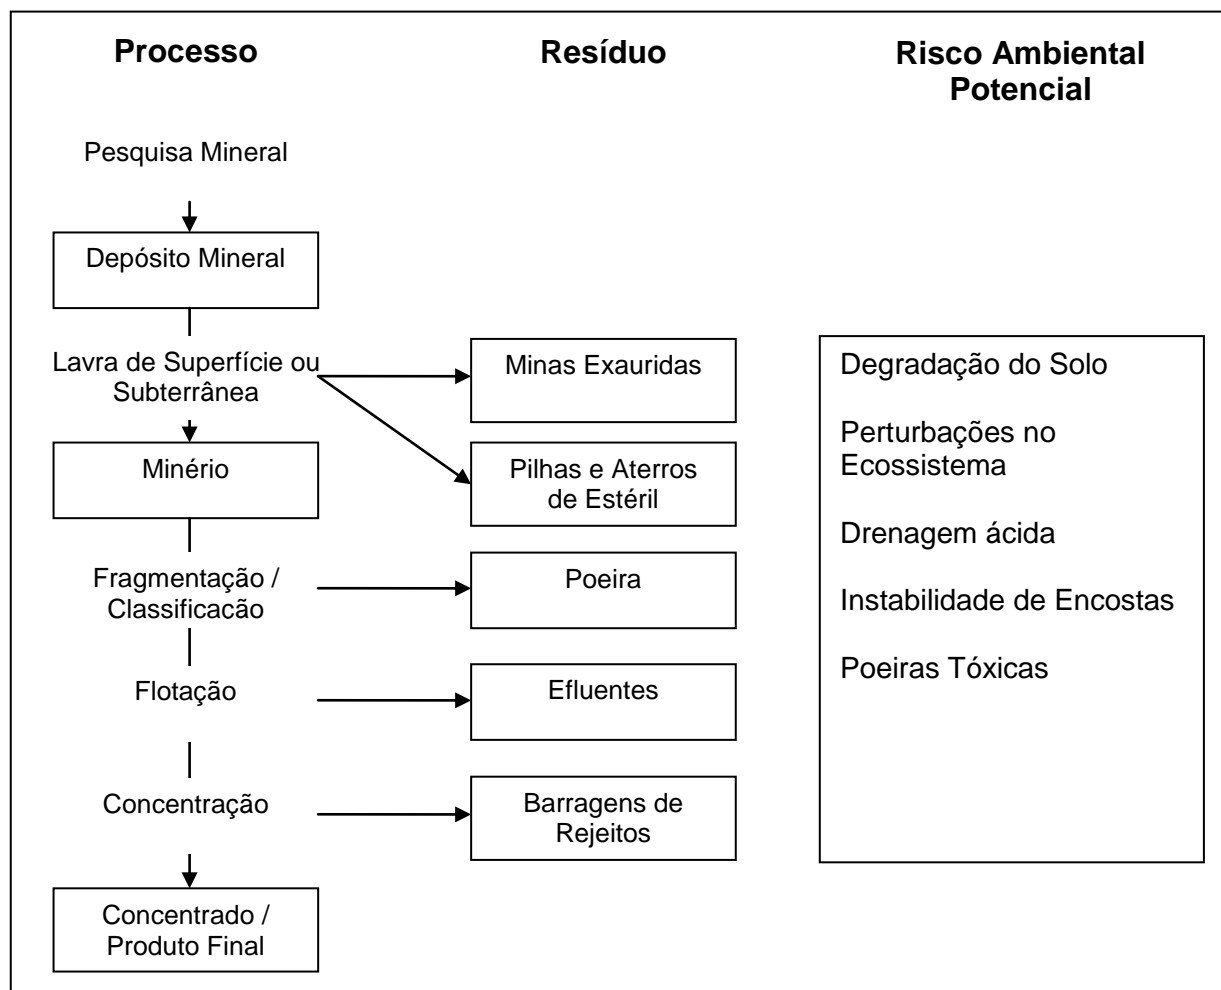 Processo
Resíduo
Risco Ambiental
Potencial
Pesquisa Mineral
Depósito Mineral
Lavra de Superfície ou
Subterrânea
Minas Exauridas
Minério
Pilhas e Aterros
de Estéril
Fragmentação /
Classificacão
Poeira
Flotação
Efluentes
Concentração
Barragens de
Rejeitos
Concentrado /
Produto Final
Degradação do Solo
Perturbações no
Ecossistema
Drenagem ácida
Instabilidade de Encostas
Poeiras Tóxicas